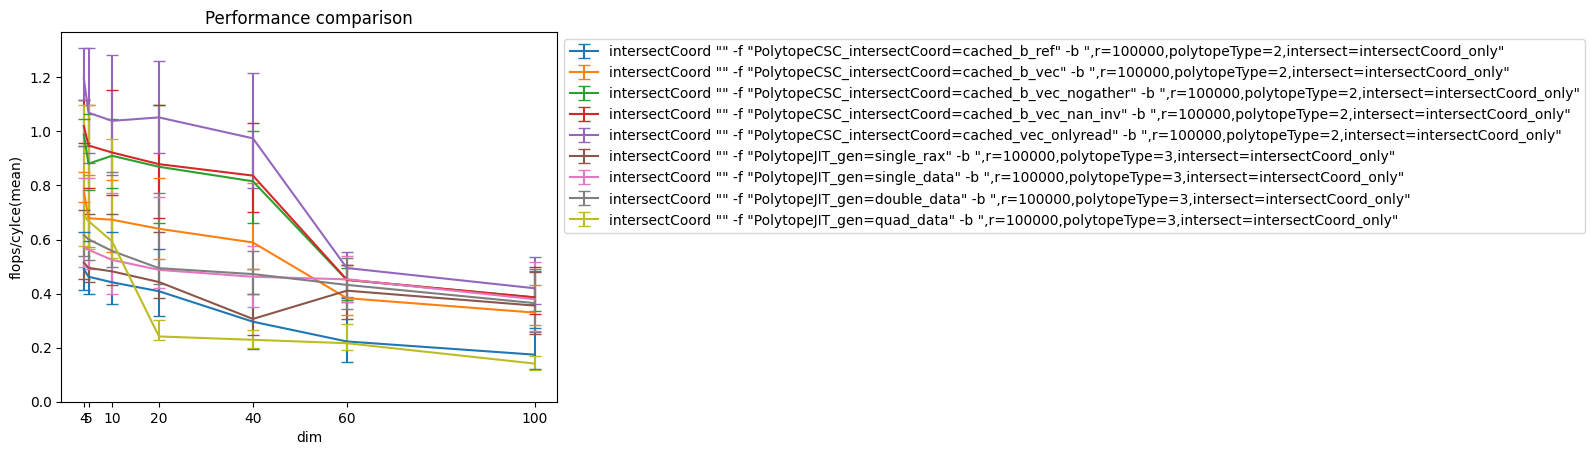 Performance comparison
flops/cylce(mean)
1.2
1.0
0.8
0.6
0.4
0.2
0.0
4 5 10 20 40 60 100
dim
intersectCoord "" -f "PolytopeCSC_intersectCoord=cached_b_ref" -b ",r=100000,polytopeType=2,intersect=intersectCoord_only"
intersectCoord "" -f "PolytopeCSC_intersectCoord=cached_b_vec" -b ",r=100000,polytopeType=2,intersect=intersectCoord_only"
intersectCoord "" -f "PolytopeCSC_intersectCoord=cached_b_vec_nogather" -b ",r=100000,polytopeType=2,intersect=intersectCoord_only"
intersectCoord "" -f "PolytopeCSC_intersectCoord=cached_b_vec_nan_inv" -b ",r=100000,polytopeType=2,intersect=intersectCoord_only"
intersectCoord "" -f "PolytopeCSC_intersectCoord=cached_vec_onlyread" -b ",r=100000,polytopeType=2,intersect=intersectCoord_only"
intersectCoord "" -f "PolytopeJIT_gen=single_rax" -b ",r=100000,polytopeType=3,intersect=intersectCoord_only"
intersectCoord "" -f "PolytopeJIT_gen=single_data" -b ",r=100000,polytopeType=3,intersect=intersectCoord_only"
intersectCoord "" -f "PolytopeJIT_gen=double_data" -b ",r=100000,polytopeType=3,intersect=intersectCoord_only"
intersectCoord "" -f "PolytopeJIT_gen=quad_data" -b ",r=100000,polytopeType=3,intersect=intersectCoord_only"